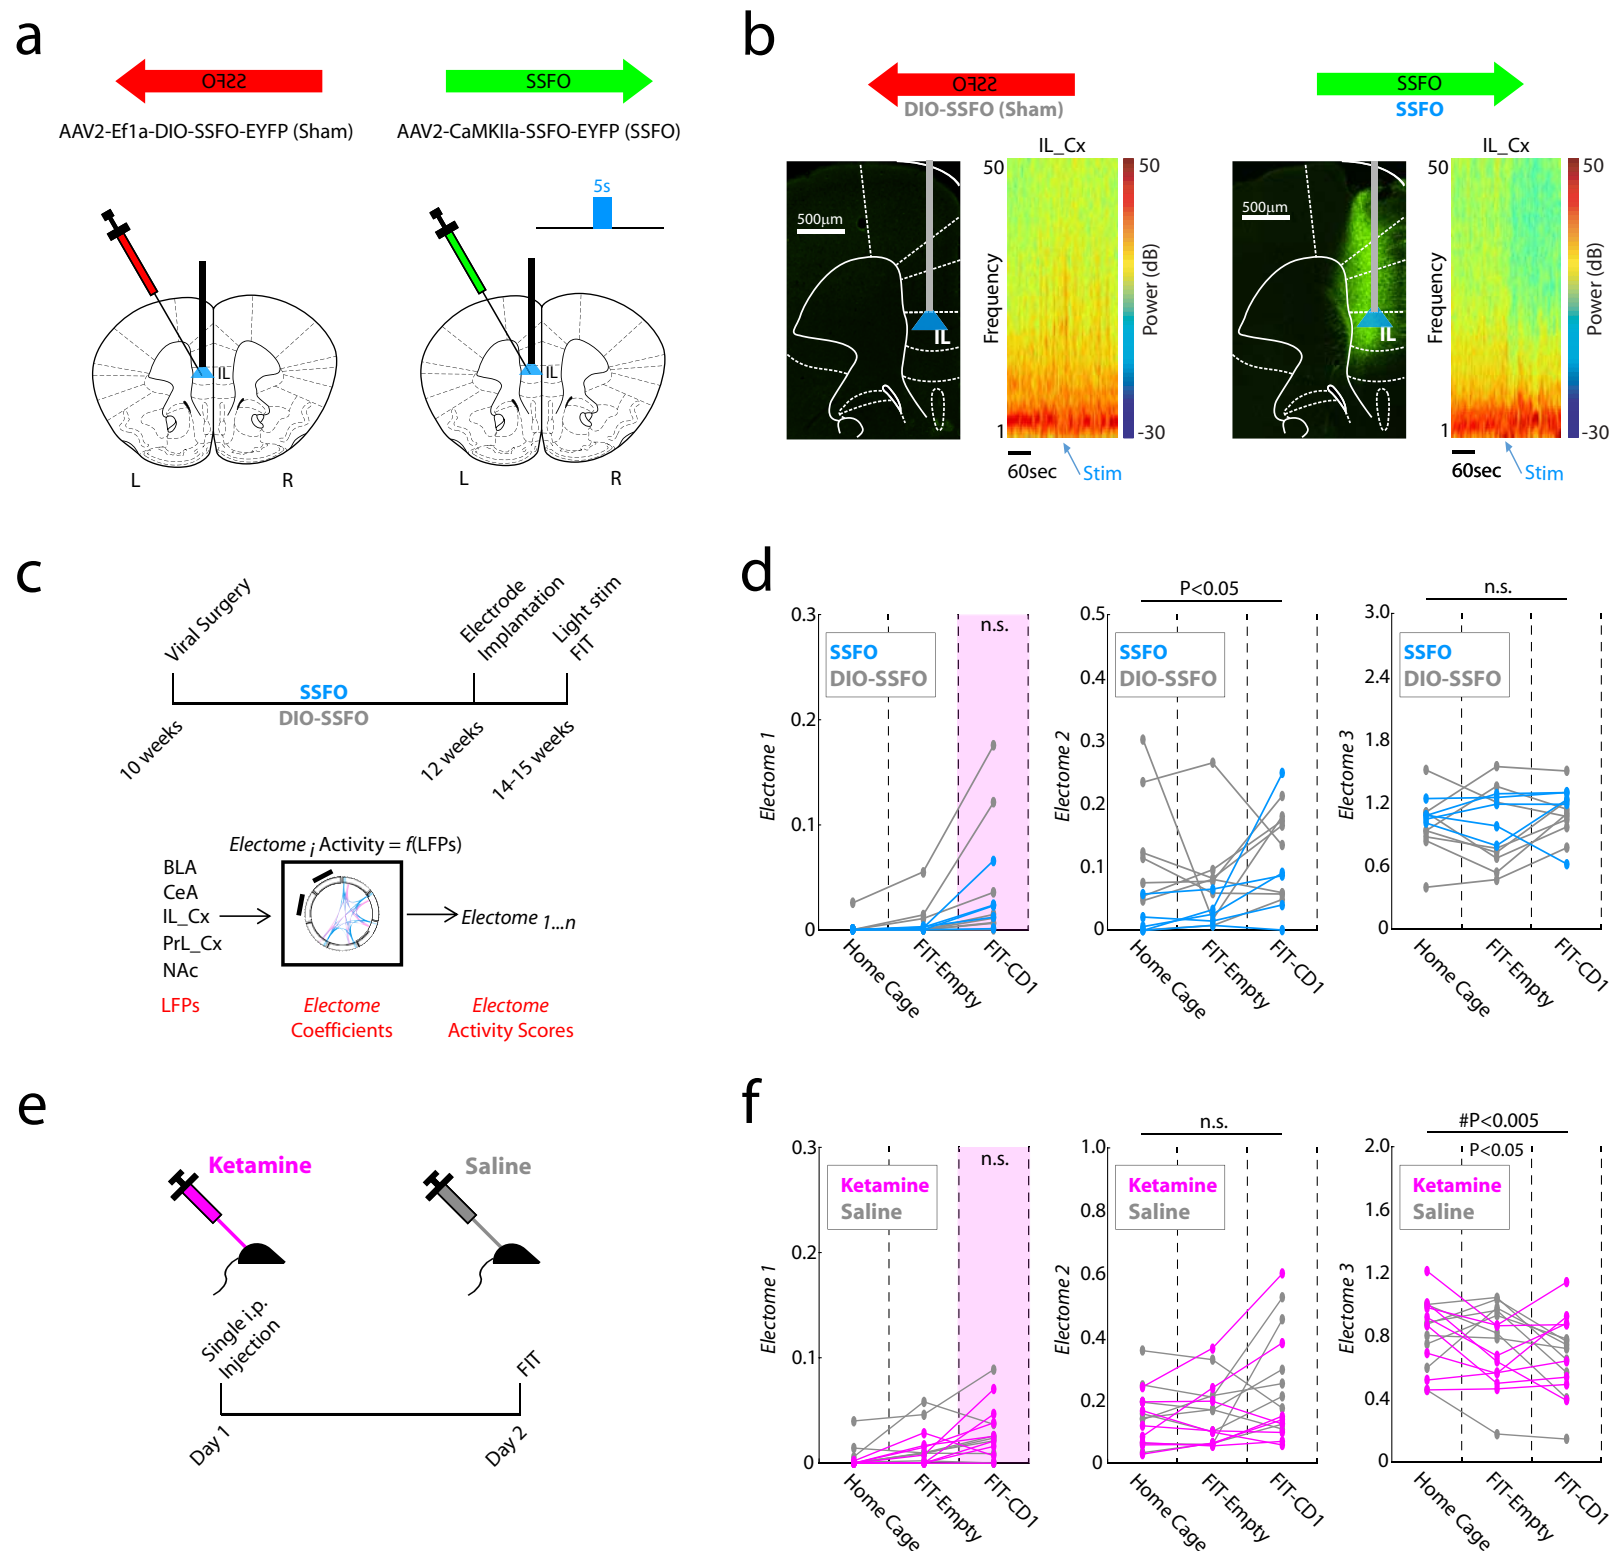 a
SSFO
SSFO
AAV2-Ef1a-DIO-SSFO-EYFP (Sham)
AAV2-CaMKIIa-SSFO-EYFP (SSFO)
5s
IL
IL
L
R
L
R
b
SSFO
DIO-SSFO (Sham)
SSFO
SSFO
IL_Cx
500µm
IL
50
Frequency
1
50
Power (dB)
-30
60sec
Stim
IL_Cx
500µm
IL
50
Frequency
1
50
Power (dB)
-30
60sec
Stim
c
Viral Surgery
Electrode
Implantation
Light stim
FIT
SSFO
DIO-SSFO
10 weeks
12 weeks
14-15 weeks
Electome i Activity = f(LFPs)
BLA
CeA
IL_Cx
PrL_Cx
NAc
Electome 1...n
LFPs
Electome
Coefficients
Electome
Activity Scores
d
0.3
0.2
0.1
0
Electome 1
n.s.
SSFO
DIO-SSFO
Home Cage
FIT-Empty
FIT-CD1
P<0.05
0.5
0.4
0.3
0.2
0.1
0
Electome 2
SSFO
DIO-SSFO
Home Cage
FIT-Empty
FIT-CD1
n.s.
3.0
2.4
1.8
1.2
0.6
0
Electome 3
SSFO
DIO-SSFO
Home Cage
FIT-Empty
FIT-CD1
e
Ketamine
Saline
Single i.p.
Injection
FIT
Day 1
Day 2
f
0.3
0.2
0.1
0
Electome 1
n.s.
Ketamine
Saline
Home Cage
FIT-Empty
FIT-CD1
n.s.
1.0
0.8
0.6
0.4
0.2
0
Electome 2
Ketamine
Saline
Home Cage
FIT-Empty
FIT-CD1
#P<0.005
P<0.05
2.0
1.6
1.2
0.8
0.4
0
Electome 3
Ketamine
Saline
Home Cage
FIT-Empty
FIT-CD1